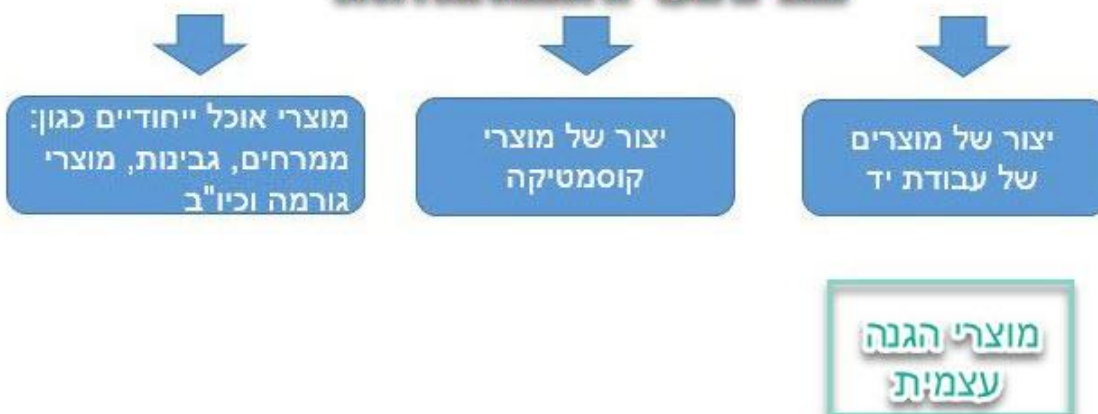 יצור של מוצרים
של עבודת יד
יצור של מוצרי
קוסמטיקה
מוצרי אוכל ייחודיים כגון:
ממרחים, גבינות, מוצרי
גורמה וכיו"ב
מוצרי הגנה
עצמית